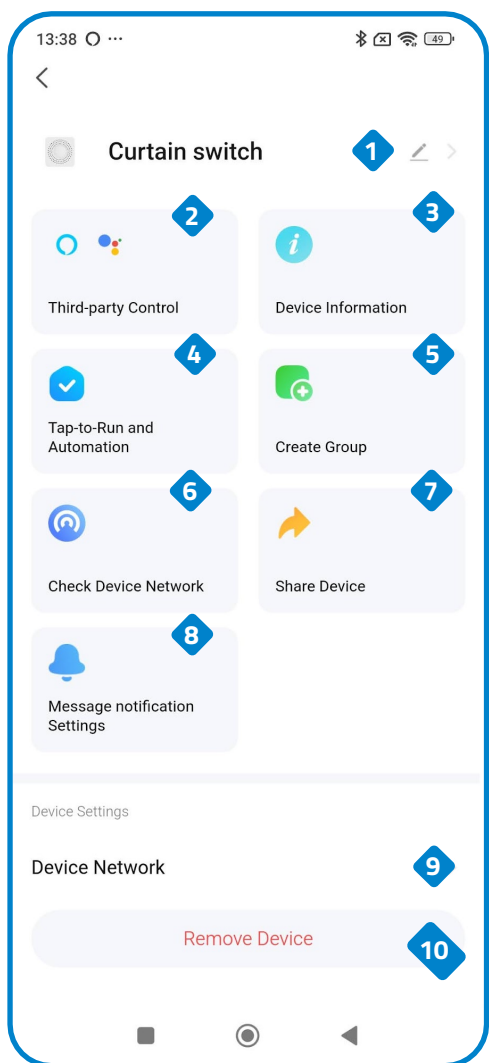 13:38
49
Curtain switch
1
2
3
Third-party Control
Device Information
4
5
Tap-to-Run and
Automation
Create Group
6
7
Check Device Network
Share Device
8
Message notification
Settings
Device Settings
Device Network
9
Remove Device
10